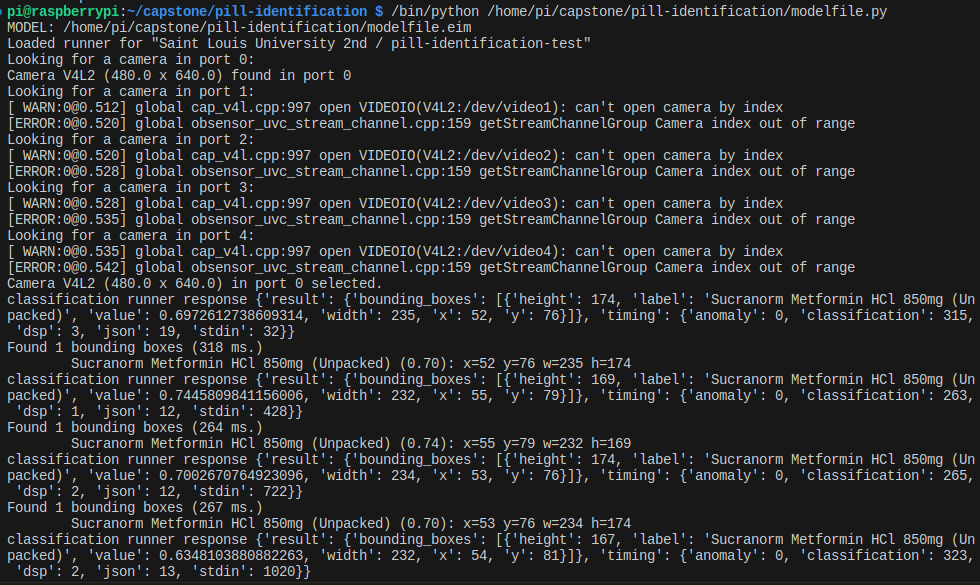 pi@raspberrypi:~/capstone/pill-identification $ /bin/python /home/pi/capstone/pill-identification/modelfile.py
MODEL: /home/pi/capstone/pill-identification/modelfile.eim
Loaded runner for "Saint Louis University 2nd / pill-identification-test"
Looking for a camera in port 0:
Camera V4L2 (480.0 x 640.0) found in port 0
Looking for a camera in port 1:
[ WARN:0@0.512] global cap_v4l.cpp:997 open VIDEOIO(V4L2:/dev/video1): can't open camera by index
[ERROR:0@0.520] global obsensor_uvc_stream_channel.cpp:159 getStreamChannelGroup Camera index out of range
Looking for a camera in port 2:
[ WARN:0@0.520] global cap_v4l.cpp:997 open VIDEOIO(V4L2:/dev/video2): can't open camera by index
[ERROR:0@0.528] global obsensor_uvc_stream_channel.cpp:159 getStreamChannelGroup Camera index out of range
Looking for a camera in port 3:
[ WARN:0@0.528] global cap_v4l.cpp:997 open VIDEOIO(V4L2:/dev/video3): can't open camera by index
[ERROR:0@0.535] global obsensor_uvc_stream_channel.cpp:159 getStreamChannelGroup Camera index out of range
Looking for a camera in port 4:
[ WARN:0@0.535] global cap_v4l.cpp:997 open VIDEOIO(V4L2:/dev/video4): can't open camera by index
[ERROR:0@0.542] global obsensor_uvc_stream_channel.cpp:159 getStreamChannelGroup Camera index out of range
Camera V4L2 (480.0 x 640.0) in port 0 selected.
classification runner response {'result': {'bounding_boxes': [{'height': 174, 'label': 'Sucranorm Metformin HCl 850mg (Un
packed)', 'value': 0.6972612738609314, 'width': 235, 'x': 52, 'y': 76}]}, 'timing': {'anomaly': 0, 'classification': 315,
 'dsp': 3, 'json': 19, 'stdin': 32}}
Found 1 bounding boxes (318 ms.)
        Sucranorm Metformin HCl 850mg (Unpacked) (0.70): x=52 y=76 w=235 h=174
classification runner response {'result': {'bounding_boxes': [{'height': 169, 'label': 'Sucranorm Metformin HCl 850mg (Un
packed)', 'value': 0.7445809841156006, 'width': 232, 'x': 55, 'y': 79}]}, 'timing': {'anomaly': 0, 'classification': 263,
 'dsp': 1, 'json': 12, 'stdin': 428}}
Found 1 bounding boxes (264 ms.)
        Sucranorm Metformin HCl 850mg (Unpacked) (0.74): x=55 y=79 w=232 h=169
classification runner response {'result': {'bounding_boxes': [{'height': 174, 'label': 'Sucranorm Metformin HCl 850mg (Un
packed)', 'value': 0.7002670764923096, 'width': 234, 'x': 53, 'y': 76}]}, 'timing': {'anomaly': 0, 'classification': 265,
 'dsp': 2, 'json': 12, 'stdin': 722}}
Found 1 bounding boxes (267 ms.)
        Sucranorm Metformin HCl 850mg (Unpacked) (0.70): x=53 y=76 w=234 h=174
classification runner response {'result': {'bounding_boxes': [{'height': 167, 'label': 'Sucranorm Metformin HCl 850mg (Un
packed)', 'value': 0.6348103880882263, 'width': 232, 'x': 54, 'y': 81}]}, 'timing': {'anomaly': 0, 'classification': 323,
 'dsp': 2, 'json': 13, 'stdin': 1020}}